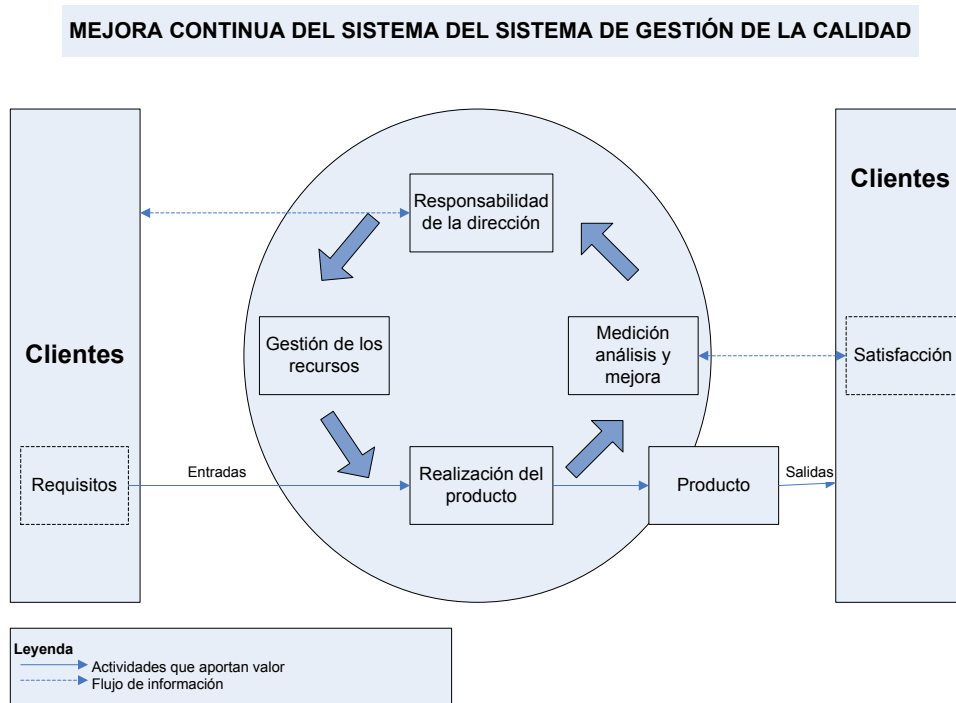 MEJORA CONTINUA DEL SISTEMA DEL SISTEMA DE GESTIÓN DE LA CALIDAD
Clientes
Requisitos
Entradas
Responsabilidad
de la dirección
Gestión de los
recursos
Medición
análisis y
mejora
Realización del
producto
Producto
Salidas
Clientes
Satisfacción
Leyenda
Actividades que aportan valor
Flujo de información